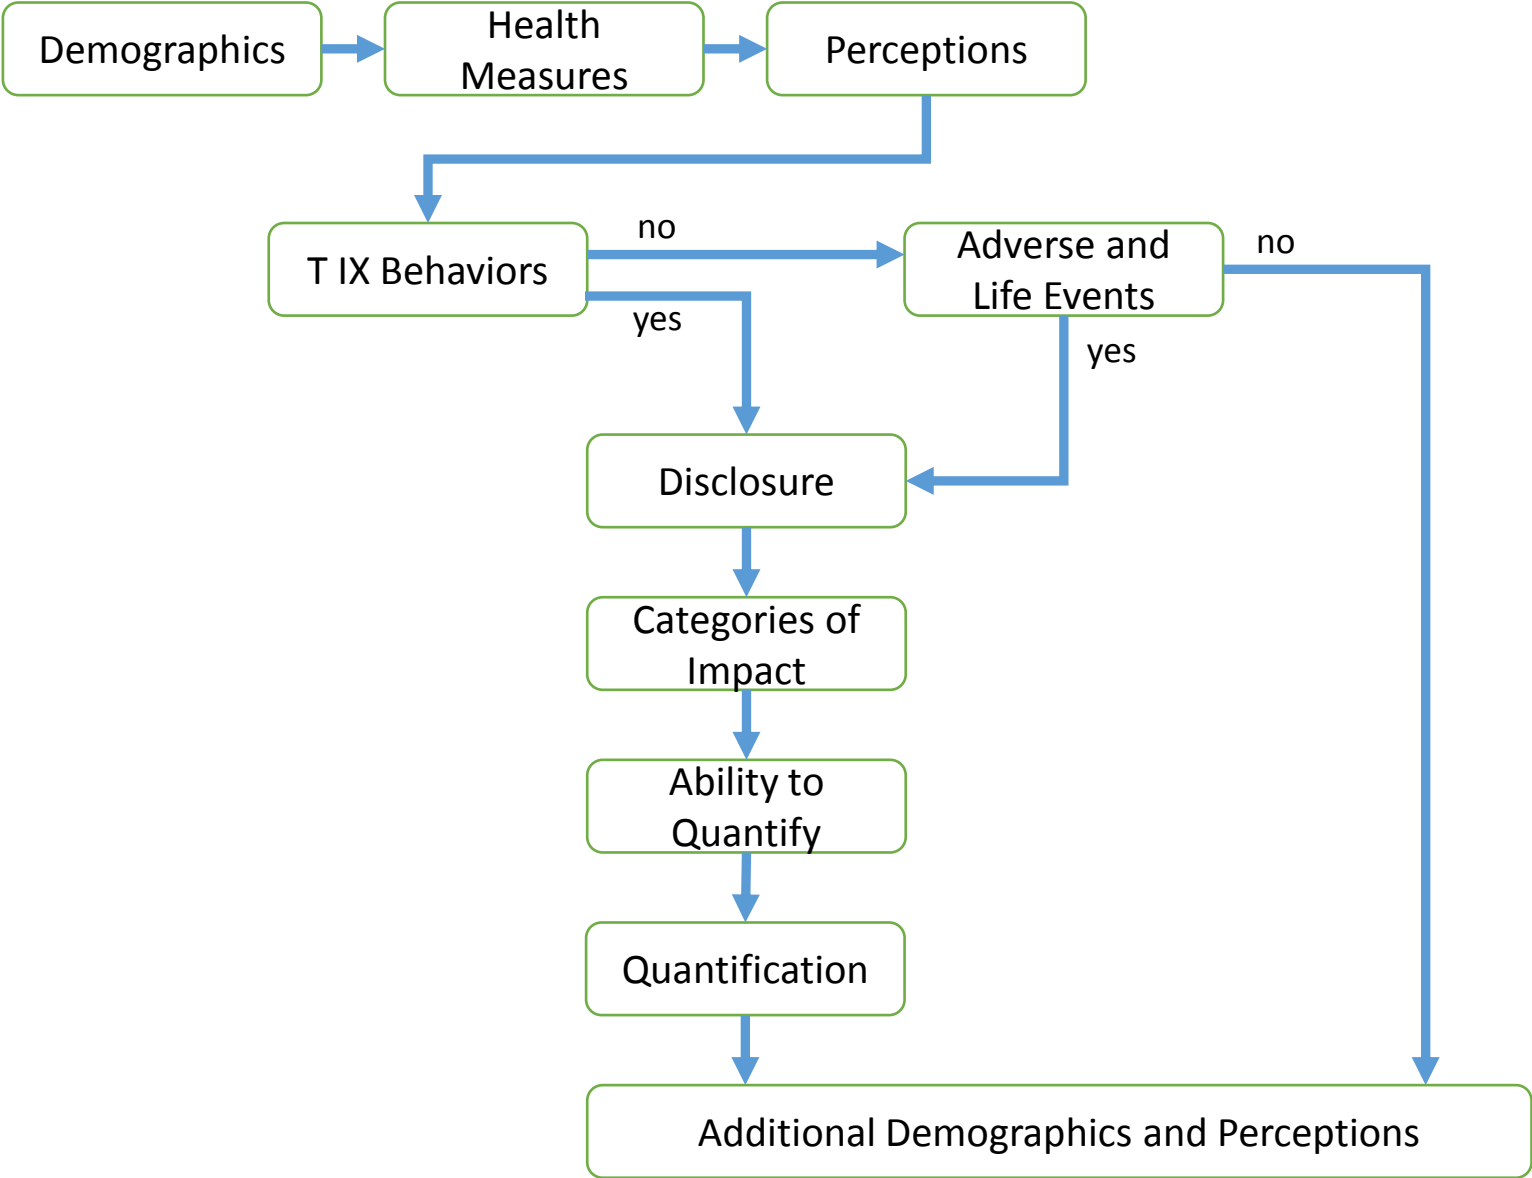 Demographics
Health
Measures
Perceptions
T IX Behaviors
no
yes
Adverse and
Life Events
no
yes
Disclosure
Categories of
Impact
Ability to
Quantify
Quantification
Additional Demographics and Perceptions